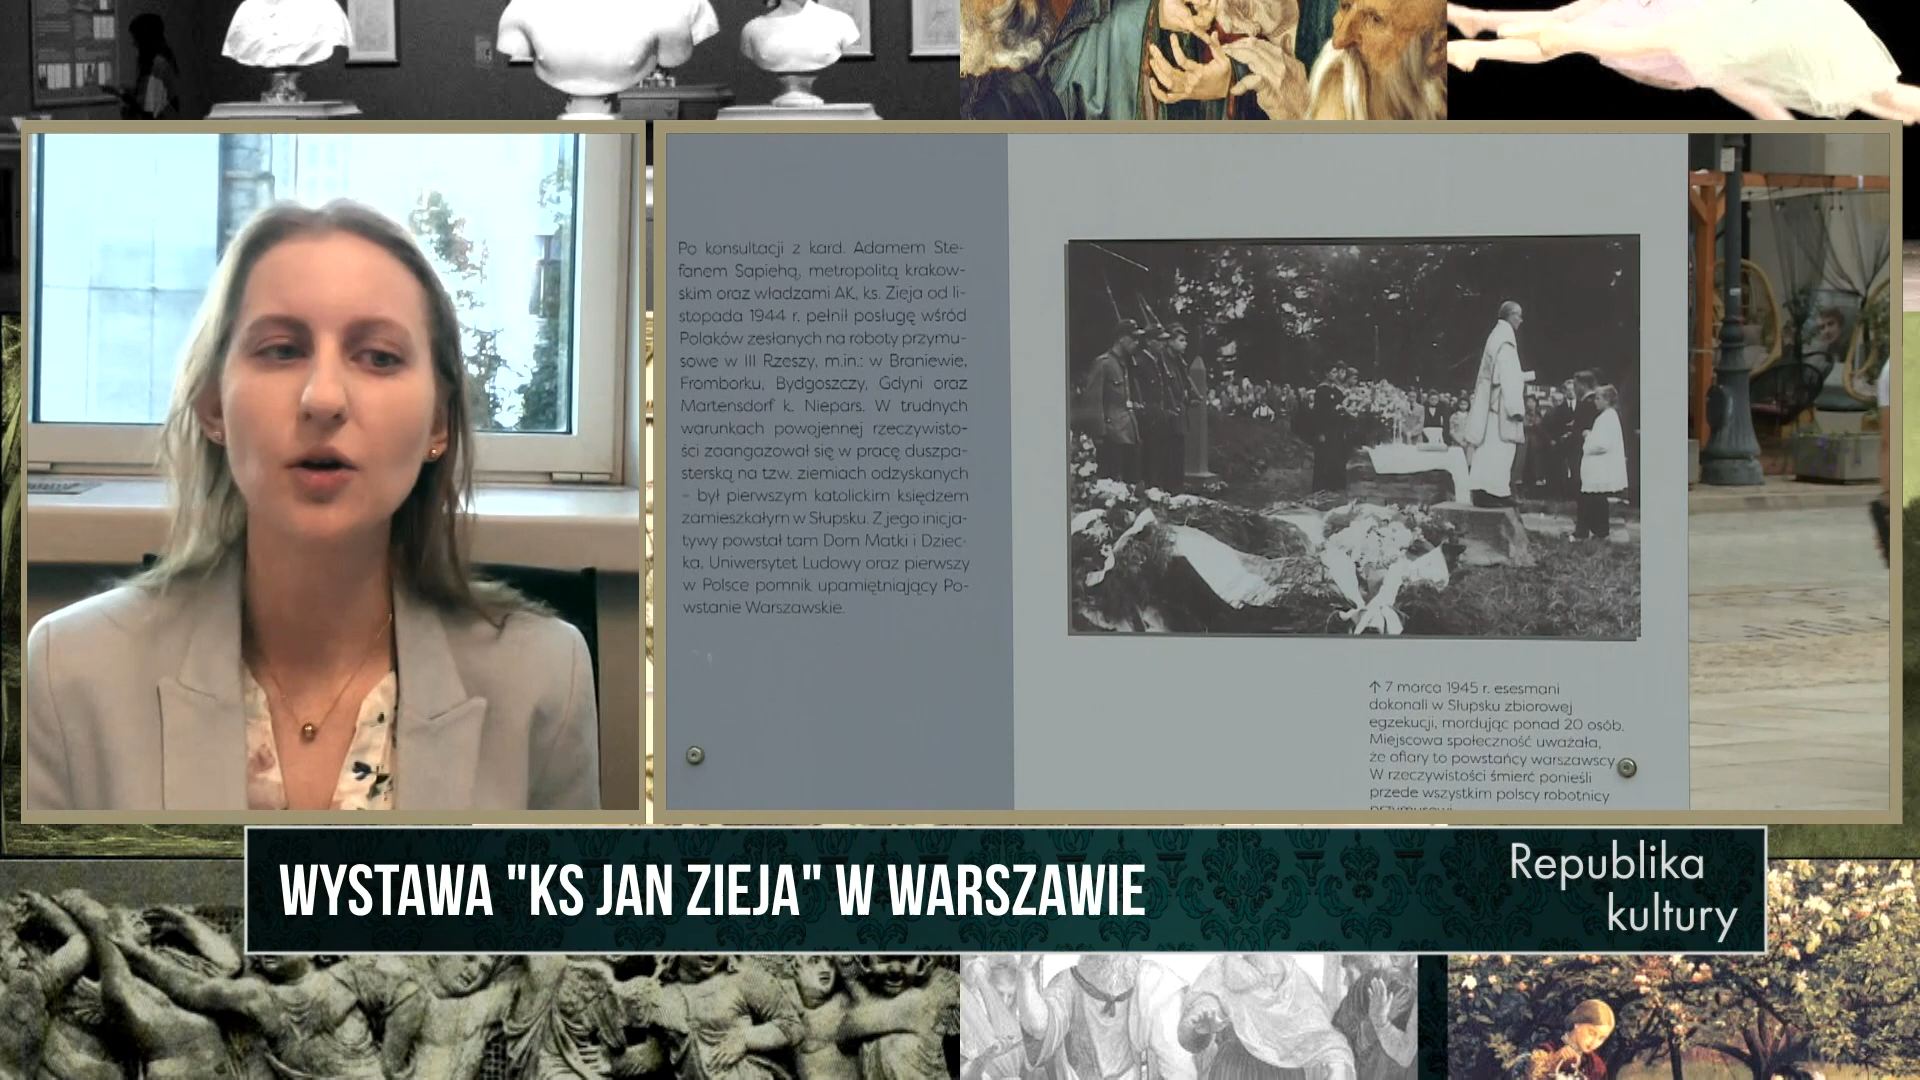 Po konsultacji z kard. Adamem Ste-
fanem Sapiehą, metropolitą krakow-
skim oraz władzami AK, ks. Zieja od li-
stopada 1944 r. pełnił posługę wśród
Polaków zesłanych na roboty przymu-
sowe w III Rzeszy, m.in.: w Braniewie,
Fromborku, Bydgoszczy, Gdyni oraz
Martensdorf k. Niepars. W trudnych
warunkach powojennej rzeczywisto-
ści zaangażował się w pracę duszpa-
sterską na tzw. ziemiach odzyskanych
– był pierwszym katolickim księdzem
zamieszkałym w Słupsku. Z jego inicja-
tywy powstał tam Dom Matki i Dziec-
ka, Uniwersytet Ludowy oraz pierwszy
w Polsce pomnik upamiętniający Po-
wstanie Warszawskie.
↑ 7 marca 1945 r. esesmani
dokonali w Słupsku zbiorowej
egzekucji, mordując ponad 20 osób.
Miejscowa społeczność uważała,
że ofiary to powstańcy warszawscy.
W rzeczywistości śmierć ponieśli
przede wszystkim polscy robotnicy
przymusowi
WYSTAWA "KS JAN ZIEJA" W WARSZAWIE
Republika
kultury